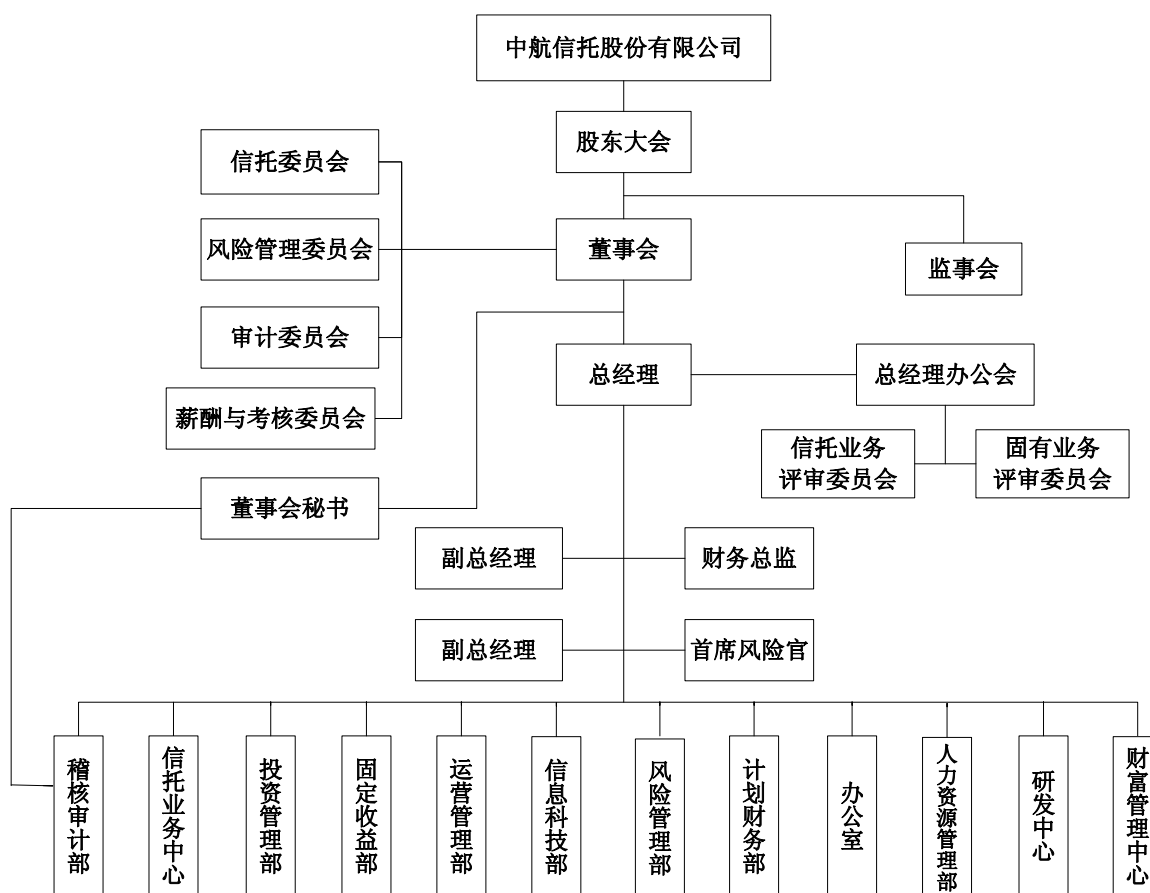 中航信托股份有限公司
股东大会
信托委员会
风险管理委员会
董事会
监事会
审计委员会
总经理
总经理办公会
薪酬与考核委员会
信托业务
评审委员会
固有业务
评审委员会
董事会秘书
副总经理
财务总监
副总经理
首席风险官
稽核审计部
信托业务中心
投资管理部
固定收益部
运营管理部
信息科技部
风险管理部
计划财务部
办公室
人力资源管理部
研发中心
财富管理中心